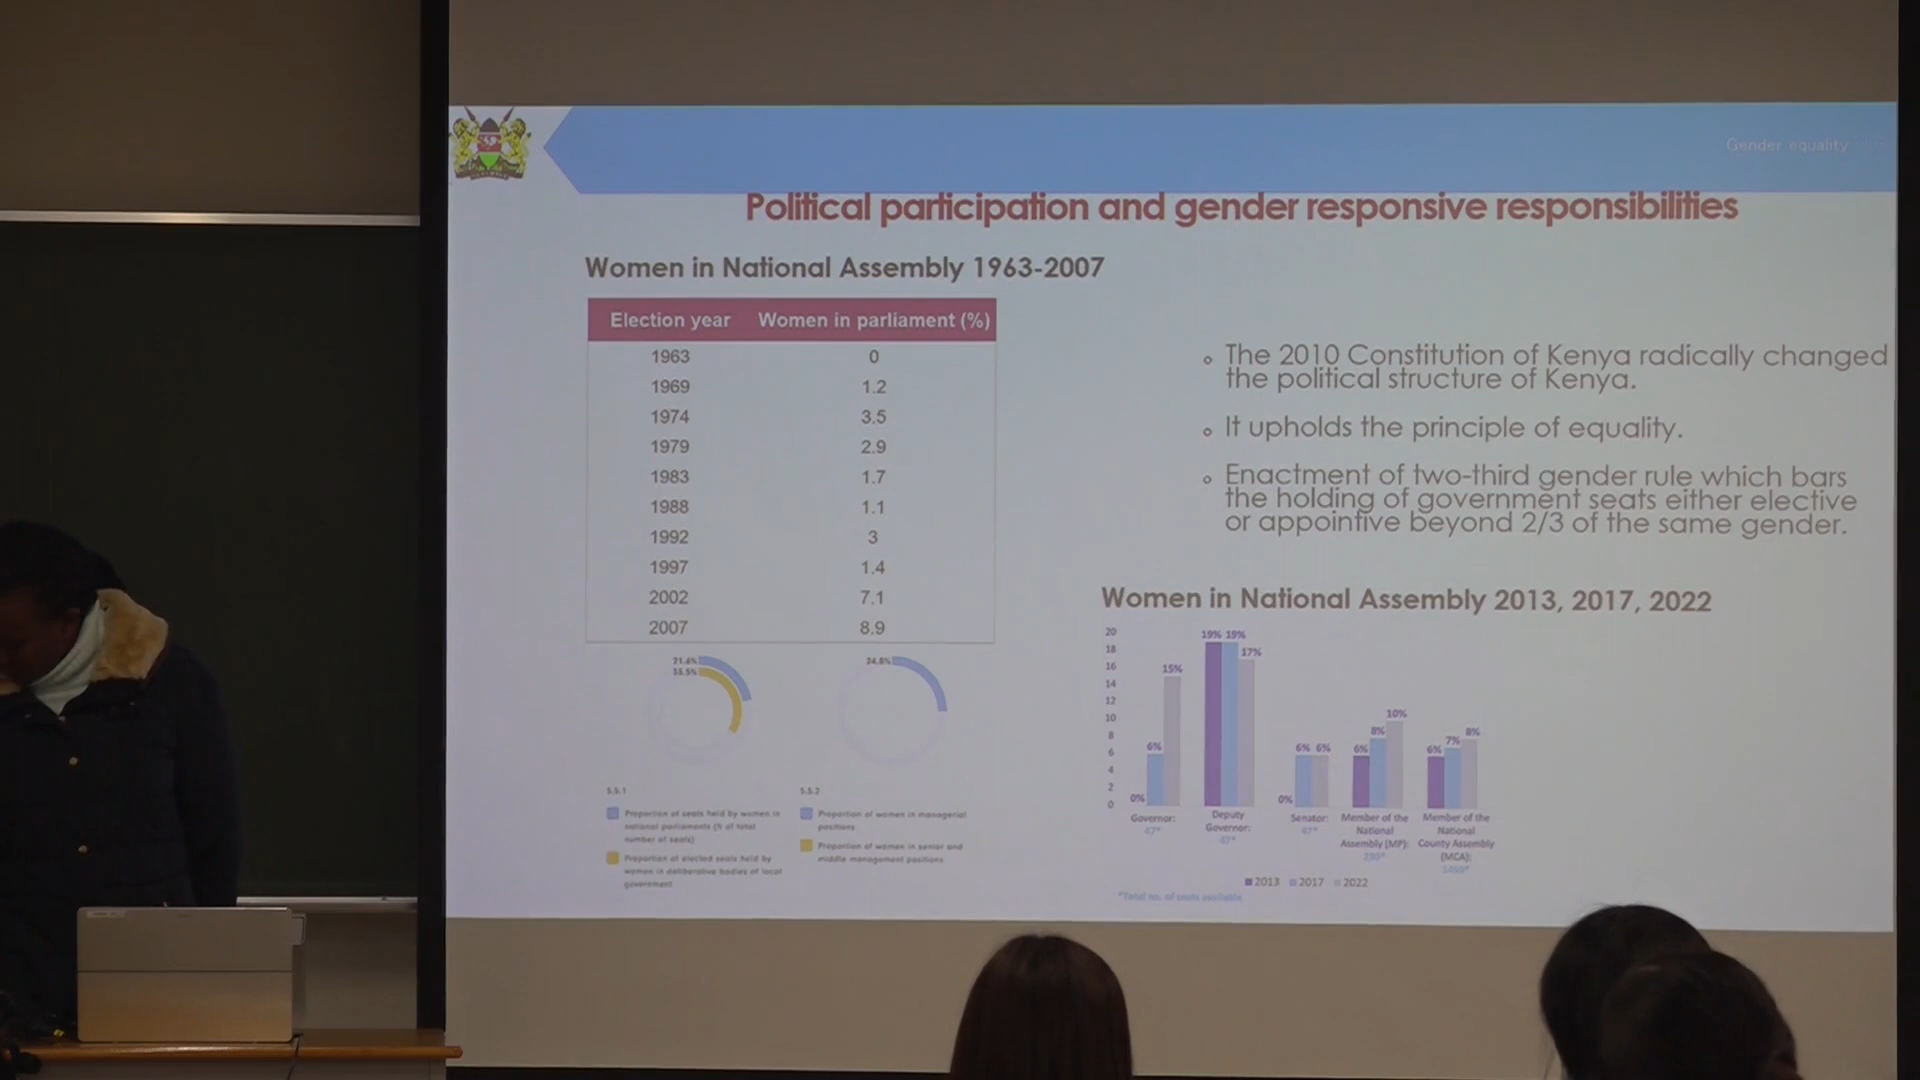 Gender equality
Political participation and gender responsive responsibilities
Women in National Assembly 1963-2007
Election year Women in parliament (%)
1963 0
1969 1.2
1974 3.5
1979 2.9
1983 1.7
1988 1.1
1992 3
1997 1.4
2002 7.1
2007 8.9
21.4%
33.5%
24.8%
5.5.1
Proportion of seats held by women in
national parliaments (% of total
number of seats)
Proportion of elected seats held by
women in deliberative bodies of local
government
5.5.2
Proportion of women in managerial
positions
Proportion of women in senior and
middle management positions
° The 2010 Constitution of Kenya radically changed
the political structure of Kenya.
° It upholds the principle of equality.
° Enactment of two-third gender rule which bars
the holding of government seats either elective
or appointive beyond 2/3 of the same gender.
Women in National Assembly 2013, 2017, 2022
20
18
16
14
12
10
8
6
4
2
0
0% 6% 15%
19% 19% 17%
0% 6% 6%
6% 8% 10%
6% 7% 8%
Governor:
47*
Deputy
Governor:
47*
Senator:
47*
Member of the
National
Assembly (MP):
290*
Member of the
National
County Assembly
(MCA):
1450*
2013 2017 2022
*Total no. of seats available